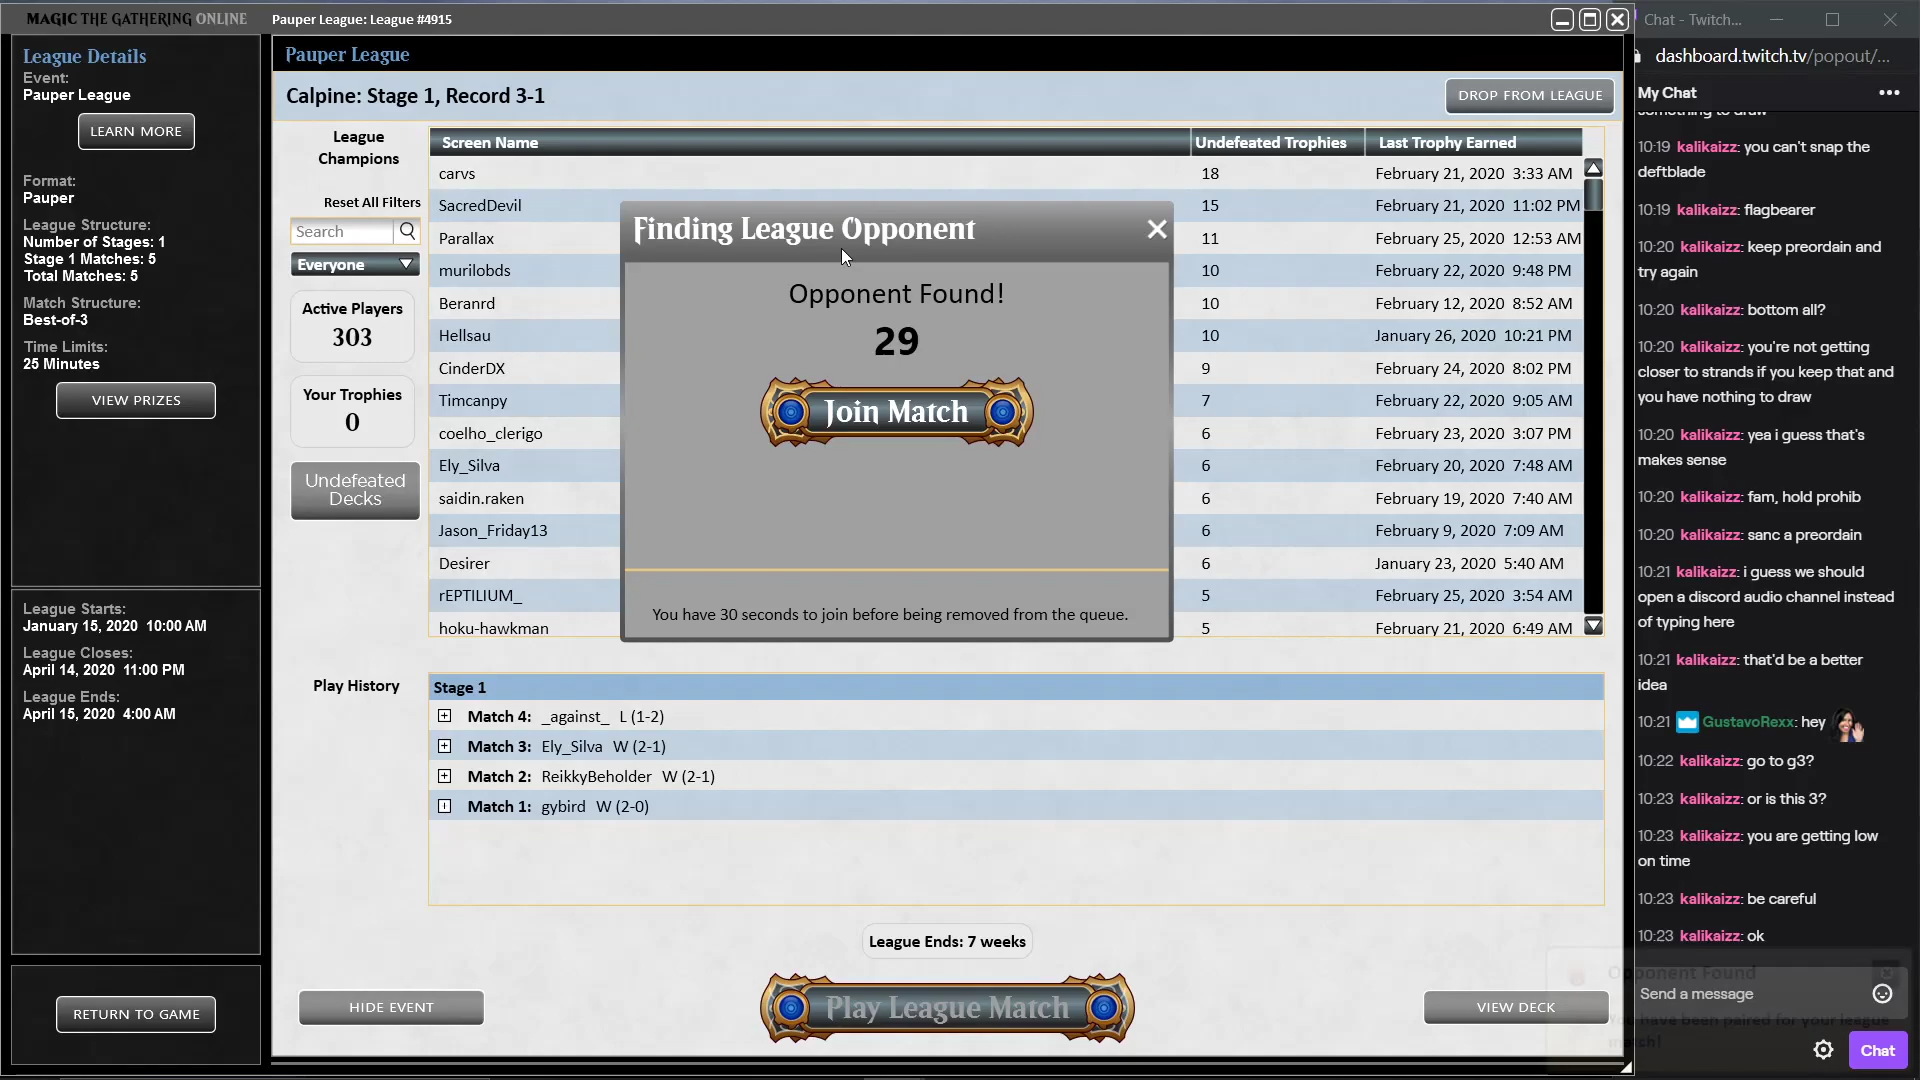 MAGIC THE GATHERING ONLINE
Pauper League: League #4915
League Details
Event:
Pauper League
LEARN MORE
Format:
Pauper
League Structure:
Number of Stages: 1
Stage 1 Matches: 5
Total Matches: 5
Match Structure:
Best-of-3
Time Limits:
25 Minutes
VIEW PRIZES
League Starts:
January 15, 2020 10:00 AM
League Closes:
April 14, 2020 11:00 PM
League Ends:
April 15, 2020 4:00 AM
RETURN TO GAME
Pauper League
Calpine: Stage 1, Record 3-1
DROP FROM LEAGUE
League
Champions
Reset All Filters
Search
Everyone
Active Players
303
Your Trophies
0
Undefeated
Decks
Screen Name Undefeated Trophies Last Trophy Earned
carvs 18 February 21, 2020 3:33 AM
SacredDevil 15 February 21, 2020 11:02 PM
Parallax 11 February 25, 2020 12:53 AM
murilobds 10 February 22, 2020 9:48 PM
Beranrd 10 February 12, 2020 8:52 AM
Hellsau 10 January 26, 2020 10:21 PM
CinderDX 9 February 24, 2020 8:02 PM
Timcanpy 7 February 22, 2020 9:05 AM
coelho_clerigo 6 February 23, 2020 3:07 PM
Ely_Silva 6 February 20, 2020 7:48 AM
saidin.raken 6 February 19, 2020 7:40 AM
Jason_Friday13 6 February 9, 2020 7:09 AM
Desirer 6 January 23, 2020 5:40 AM
rEPTILIUM_ 5 February 25, 2020 3:54 AM
hoku-hawkman 5 February 21, 2020 6:49 AM
Finding League Opponent
Opponent Found!
29
Join Match
You have 30 seconds to join before being removed from the queue.
Play History
Stage 1
Match 4: _against_ L (1-2)
Match 3: Ely_Silva W (2-1)
Match 2: ReikkyBeholder W (2-1)
Match 1: gybird W (2-0)
League Ends: 7 weeks
HIDE EVENT
Play League Match
VIEW DECK
Chat - Twitch...
dashboard.twitch.tv/popout/...
My Chat
something to draw
10:19 kalikaizz: you can't snap the
deftblade
10:19 kalikaizz: flagbearer
10:20 kalikaizz: keep preordain and
try again
10:20 kalikaizz: bottom all?
10:20 kalikaizz: you're not getting
closer to strands if you keep that and
you have nothing to draw
10:20 kalikaizz: yea i guess that's
makes sense
10:20 kalikaizz: fam, hold prohib
10:20 kalikaizz: sanc a preordain
10:21 kalikaizz: i guess we should
open a discord audio channel instead
of typing here
10:21 kalikaizz: that'd be a better
idea
10:21 GustavoRexx: hey
10:22 kalikaizz: go to g3?
10:23 kalikaizz: or is this 3?
10:23 kalikaizz: you are getting low
on time
10:23 kalikaizz: be careful
10:23 kalikaizz: ok
Opponent Found
Send a message
You have been paired for your league
match!
Chat